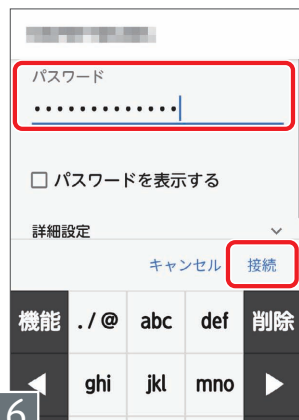 パスワード
•••••••••••••
パスワードを表示する
詳細設定
キャンセル 接続
機能 ./@ abc def 削除
ghi jkl mno
6